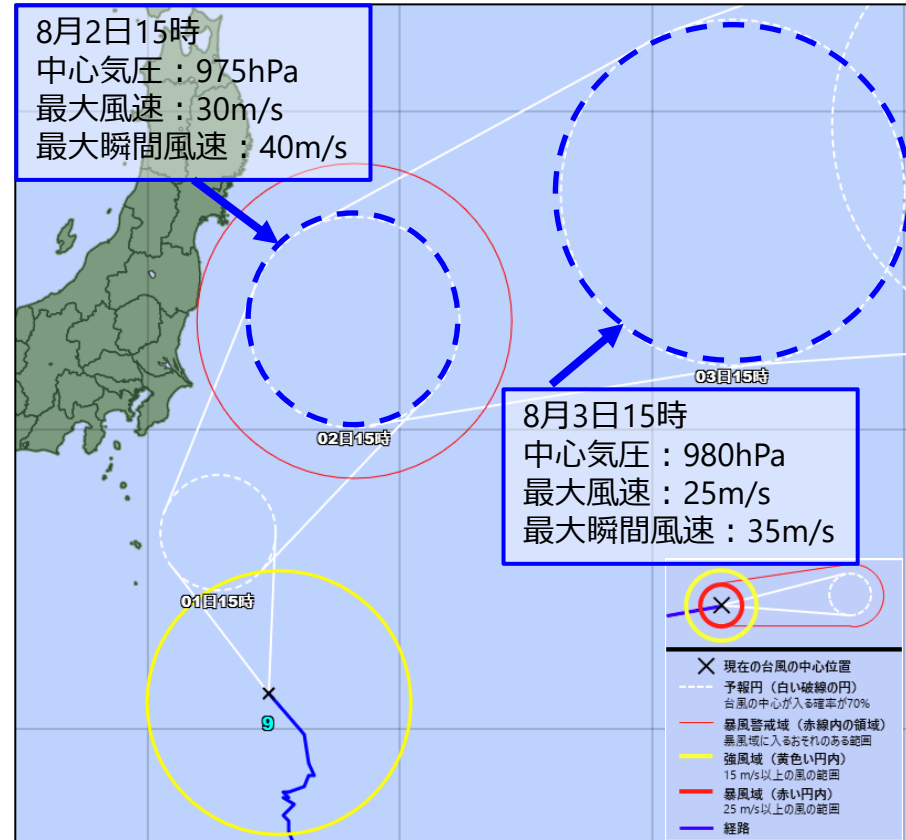 8月2日15時
中心気圧：975hPa
最大風速：30m/s
最大瞬間風速：40m/s
03日15時
02日15時
8月3日15時
中心気圧：980hPa
最大風速：25m/s
最大瞬間風速：35m/s
01日15時
9
現在の台風の中心位置
予報円（白い破線の円）
台風の中心が入る確率が70%
暴風警戒域（赤線内の領域）
暴風域に入るおそれのある範囲
強風域（黄色い円内）
15 m/s以上の風の範囲
暴風域（赤い円内）
25 m/s以上の風の範囲
経路